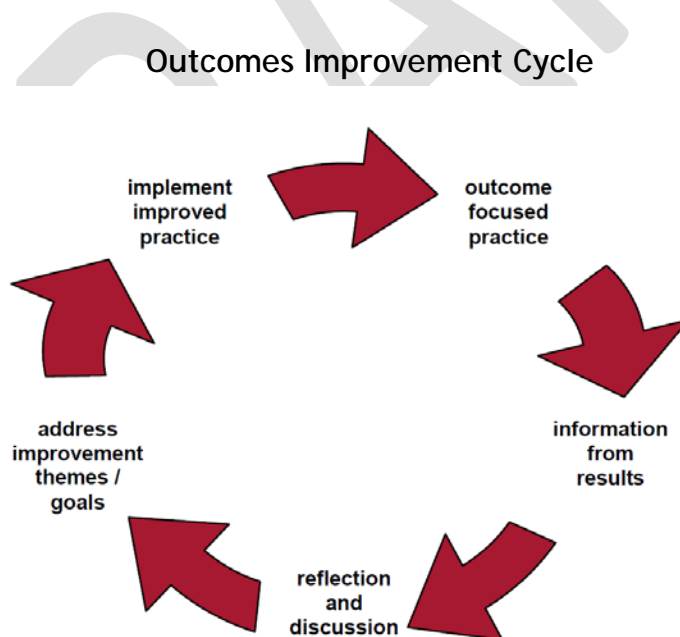 Outcomes Improvement Cycle
implement
improved
practice
outcome
focused
practice
information
from
results
reflection
and
discussion
address
improvement
themes /
goals